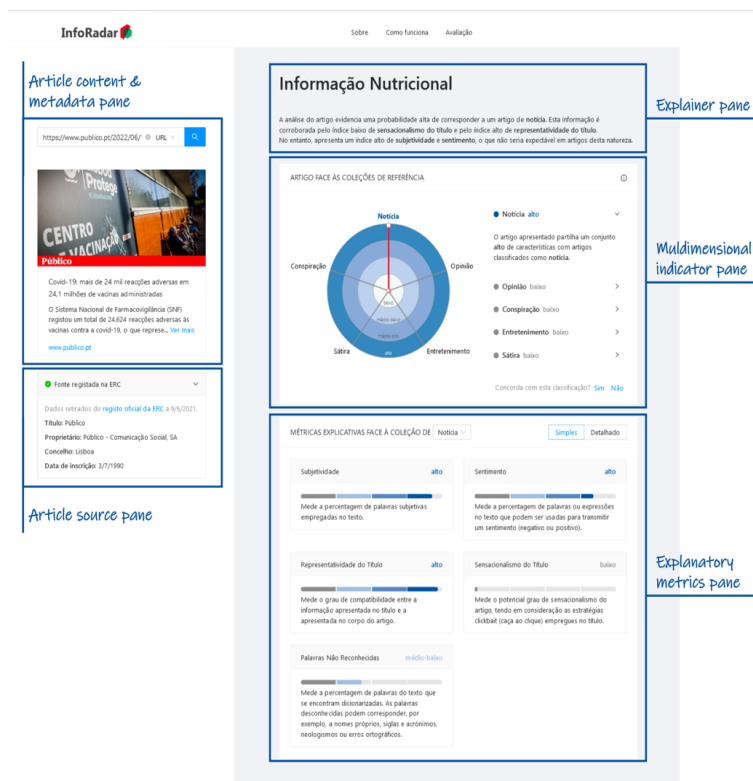 InfoRadar
Sobre Como funciona Avaliação
Article content &
metadata pane
https://www.publico.pt/2022/06/ URL
Protege
CENTRO
VACINAÇÃO
Público
Covid-19: mais de 24 mil reacções adversas em
24,1 milhões de vacinas administradas
O Sistema Nacional de Farmacovigilância (SNF)
registou um total de 24.624 reacções adversas às
vacinas contra a covid-19, o que represe... Ver mais
www.publico.pt
Fonte registada na ERC
Dados retirados do registo oficial da ERC a 9/6/2021.
Título: Público
Proprietário: Público - Comunicação Social, SA
Concelho: Lisboa
Data de inscrição: 3/7/1990
Article source pane
Informação Nutricional
A análise do artigo evidencia uma probabilidade alta de corresponder a um artigo de notícia. Esta informação é
corroborada pelo índice baixo de sensacionalismo do título e pelo índice alto de representatividade do título.
No entanto, apresenta um índice alto de subjetividade e sentimento, o que não seria expectável em artigos desta natureza.
Explainer pane
ARTIGO FACE ÀS COLEÇÕES DE REFERÊNCIA
Notícia
Conspiração
Opinião
Sátira
Entretenimento
baixo
médio-baixo
médio-alto
alto
Notícia alto
O artigo apresentado partilha um conjunto
alto de características com artigos
classificados como notícia.
Opinião baixo
Conspiração baixo
Entretenimento baixo
Sátira baixo
Concorda com esta classificação? Sim Não
Muldimensional
indicator pane
MÉTRICAS EXPLICATIVAS FACE À COLEÇÃO DE Notícia
Simples Detalhado
Subjetividade alto
Mede a percentagem de palavras subjetivas
empregadas no texto.
Sentimento alto
Mede a percentagem de palavras ou expressões
no texto que podem ser usadas para transmitir
um sentimento (negativo ou positivo).
Representatividade do Título alto
Mede o grau de compatibilidade entre a
informação apresentada no título e a
apresentada no corpo do artigo.
Sensacionalismo do Título baixo
Mede o potencial grau de sensacionalismo do
artigo, tendo em consideração as estratégias
clickbait (caça ao clique) empregues no título.
Palavras Não Reconhecidas médio-baixo
Mede a percentagem de palavras do texto que
se encontram dicionarizadas. As palavras
desconhecidas podem corresponder, por
exemplo, a nomes próprios, siglas e acrónimos,
neologismos ou erros ortográficos.
Explanatory
metrics pane